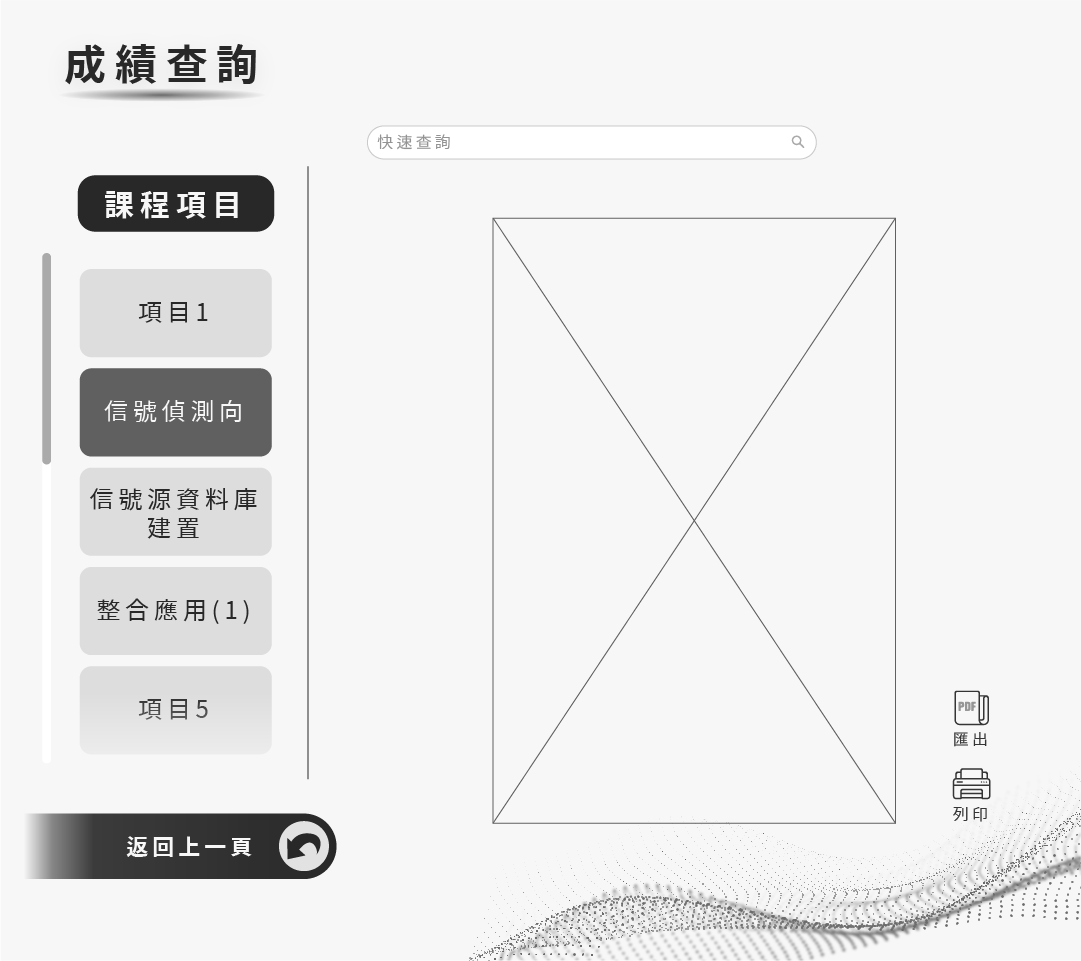 成績查詢
快速查詢
課程項目
項目1
信號偵測向
信號源資料庫
建置
整合應用(1)
項目5
PDF
匯出
列印
返回上一頁